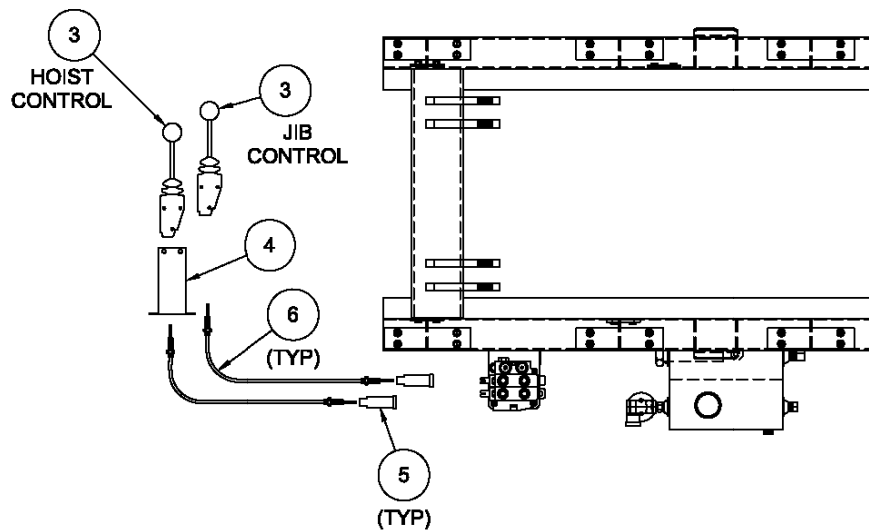 3
HOIST
CONTROL
3
JIB
CONTROL
4
6
(TYP)
5
(TYP)